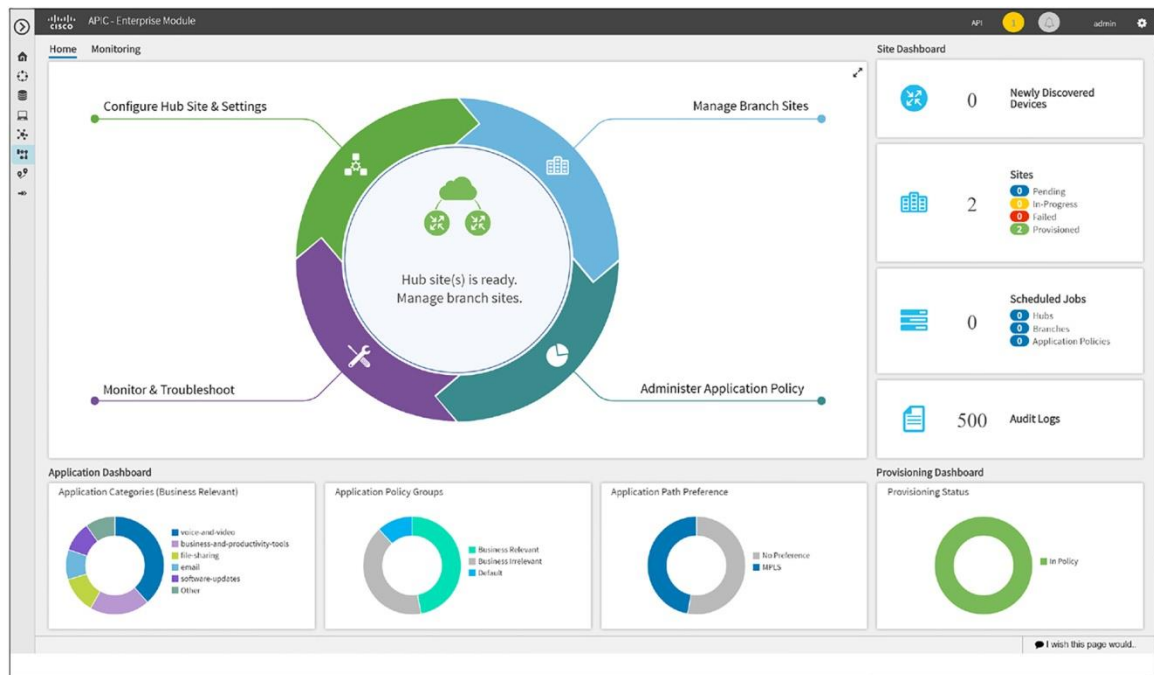 CISCO APIC - Enterprise Module
API 1 admin
Home Monitoring
Configure Hub Site & Settings
Manage Branch Sites
Hub site(s) is ready.
Manage branch sites.
Monitor & Troubleshoot
Administer Application Policy
Site Dashboard
0 Newly Discovered
Devices
Sites
2
0 Pending
0 In-Progress
0 Failed
2 Provisioned
Scheduled Jobs
0
0 Hubs
0 Branches
0 Application Policies
500 Audit Logs
Application Dashboard
Application Categories (Business Relevant)
voice-and-video
business-and-productivity-tools
file-sharing
email
software-updates
Other
Application Policy Groups
Business Relevant
Business Irrelevant
Default
Application Path Preference
No Preference
MPLS
Provisioning Dashboard
Provisioning Status
In Policy
I wish this page would..